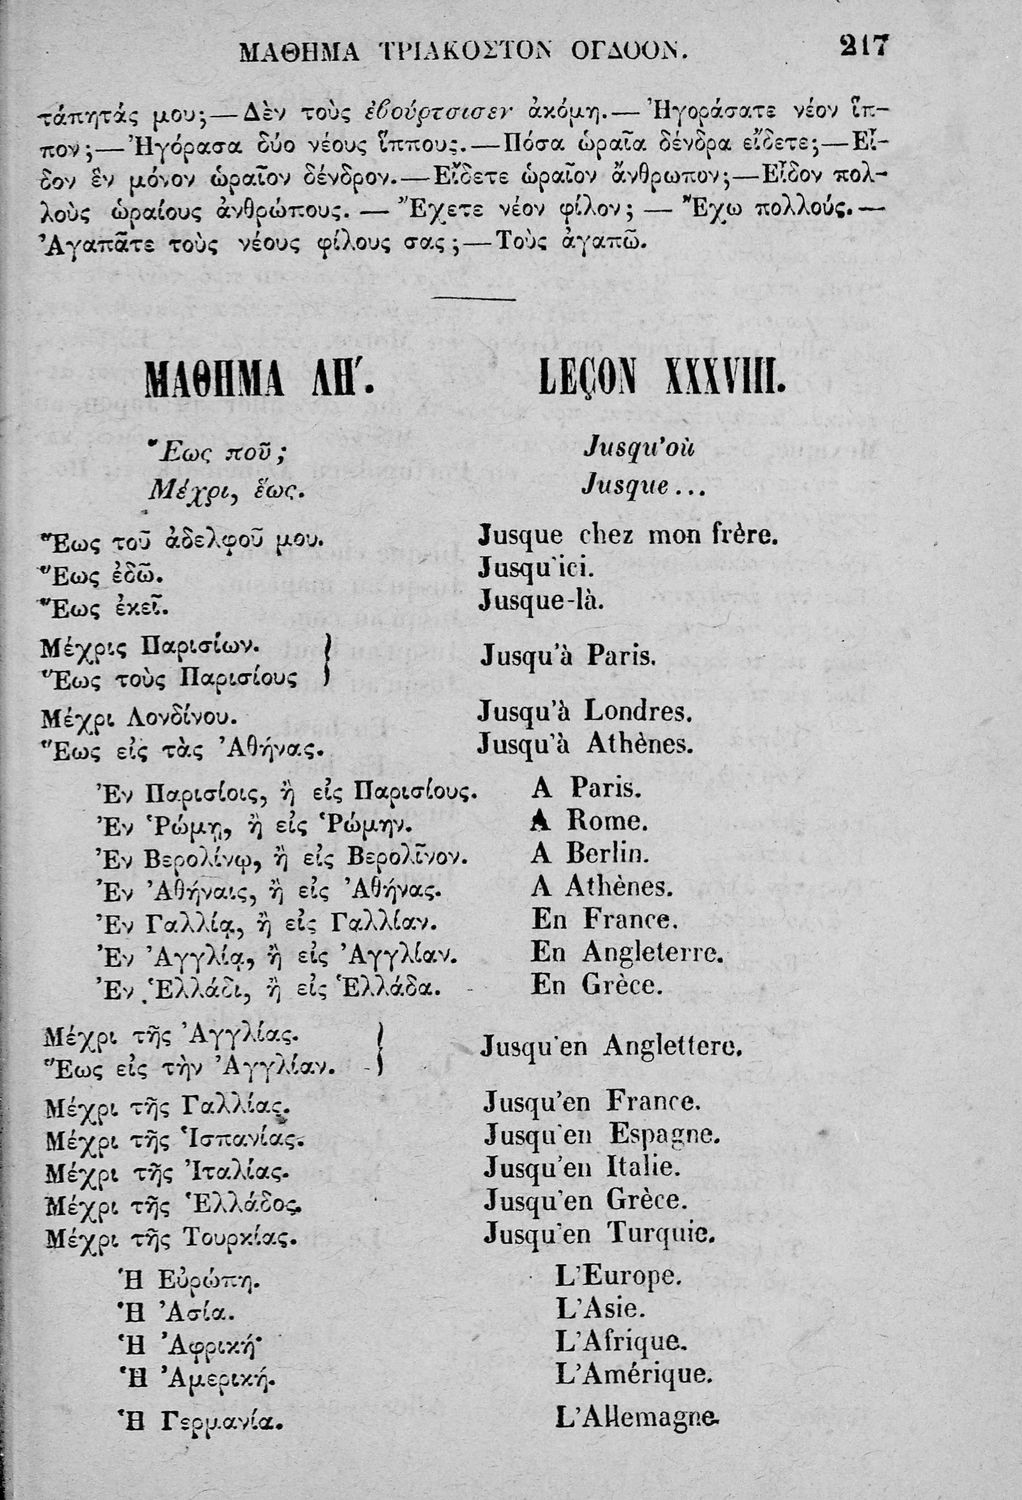 ΜΑΘΗΜΑ ΤΡΙΑΚΟΣΤΟΝ ΟΓΔΟΟΝ. 217
τάπητάς μου;—Δὲν τοὺς ἐβούρτσισεν ἀκόμη.—Ἠγοράσατε νέον ἵπ-
πον;—Ἠγόρασα δύο νέους ἵππους.—Πόσα ὡραῖα δένδρα εἴδετε;—Εἶ-
δον ἓν μόνον ὡραῖον δένδρον.—Εἴδετε ὡραῖον ἄνθρωπον;—Εἶδον πολ-
λοὺς ὡραίους ἀνθρώπους.—Ἔχετε νέον φίλον;—Ἔχω πολλούς.—
Ἀγαπᾶτε τοὺς νέους φίλους σας;—Τοὺς ἀγαπῶ.
ΜΑΘΗΜΑ ΛΗ'. LEÇON XXXVIII.
Ἕως ποῦ; Jusqu'où
Μέχρι, ἕως. Jusque...
Ἕως τοῦ ἀδελφοῦ μου. Jusque chez mon frère.
Ἕως ἐδῶ. Jusqu'ici.
Ἕως ἐκεῖ. Jusque-là.
Μέχρις Παρισίων.
Ἕως τοὺς Παρισίους } Jusqu'à Paris.
Μέχρι Λονδίνου. Jusqu'à Londres.
Ἕως εἰς τὰς Ἀθήνας. Jusqu'à Athènes.
Ἐν Παρισίοις, ἢ εἰς Παρισίους. A Paris.
Ἐν Ῥώμῃ, ἢ εἰς Ῥώμην. A Rome.
Ἐν Βερολίνῳ, ἢ εἰς Βερολῖνον. A Berlin.
Ἐν Ἀθήναις, ἢ εἰς Ἀθήνας. A Athènes.
Ἐν Γαλλίᾳ, ἢ εἰς Γαλλίαν. En France.
Ἐν Ἀγγλίᾳ, ἢ εἰς Ἀγγλίαν. En Angleterre.
Ἐν Ἑλλάδι, ἢ εἰς Ἑλλάδα. En Grèce.
Μέχρι τῆς Ἀγγλίας.
Ἕως εἰς τὴν Ἀγγλίαν. } Jusqu'en Anglettere.
Μέχρι τῆς Γαλλίας. Jusqu'en France.
Μέχρι τῆς Ἱσπανίας. Jusqu'en Espagne.
Μέχρι τῆς Ἰταλίας. Jusqu'en Italie.
Μέχρι τῆς Ἑλλάδος. Jusqu'en Grèce.
Μέχρι τῆς Τουρκίας. Jusqu'en Turquie.
Ἡ Εὐρώπη. L'Europe.
Ἡ Ἀσία. L'Asie.
Ἡ Ἀφρική· L'Afrique.
Ἡ Ἀμερική. L'Amérique.
Ἡ Γερμανία. L'Allemagne.